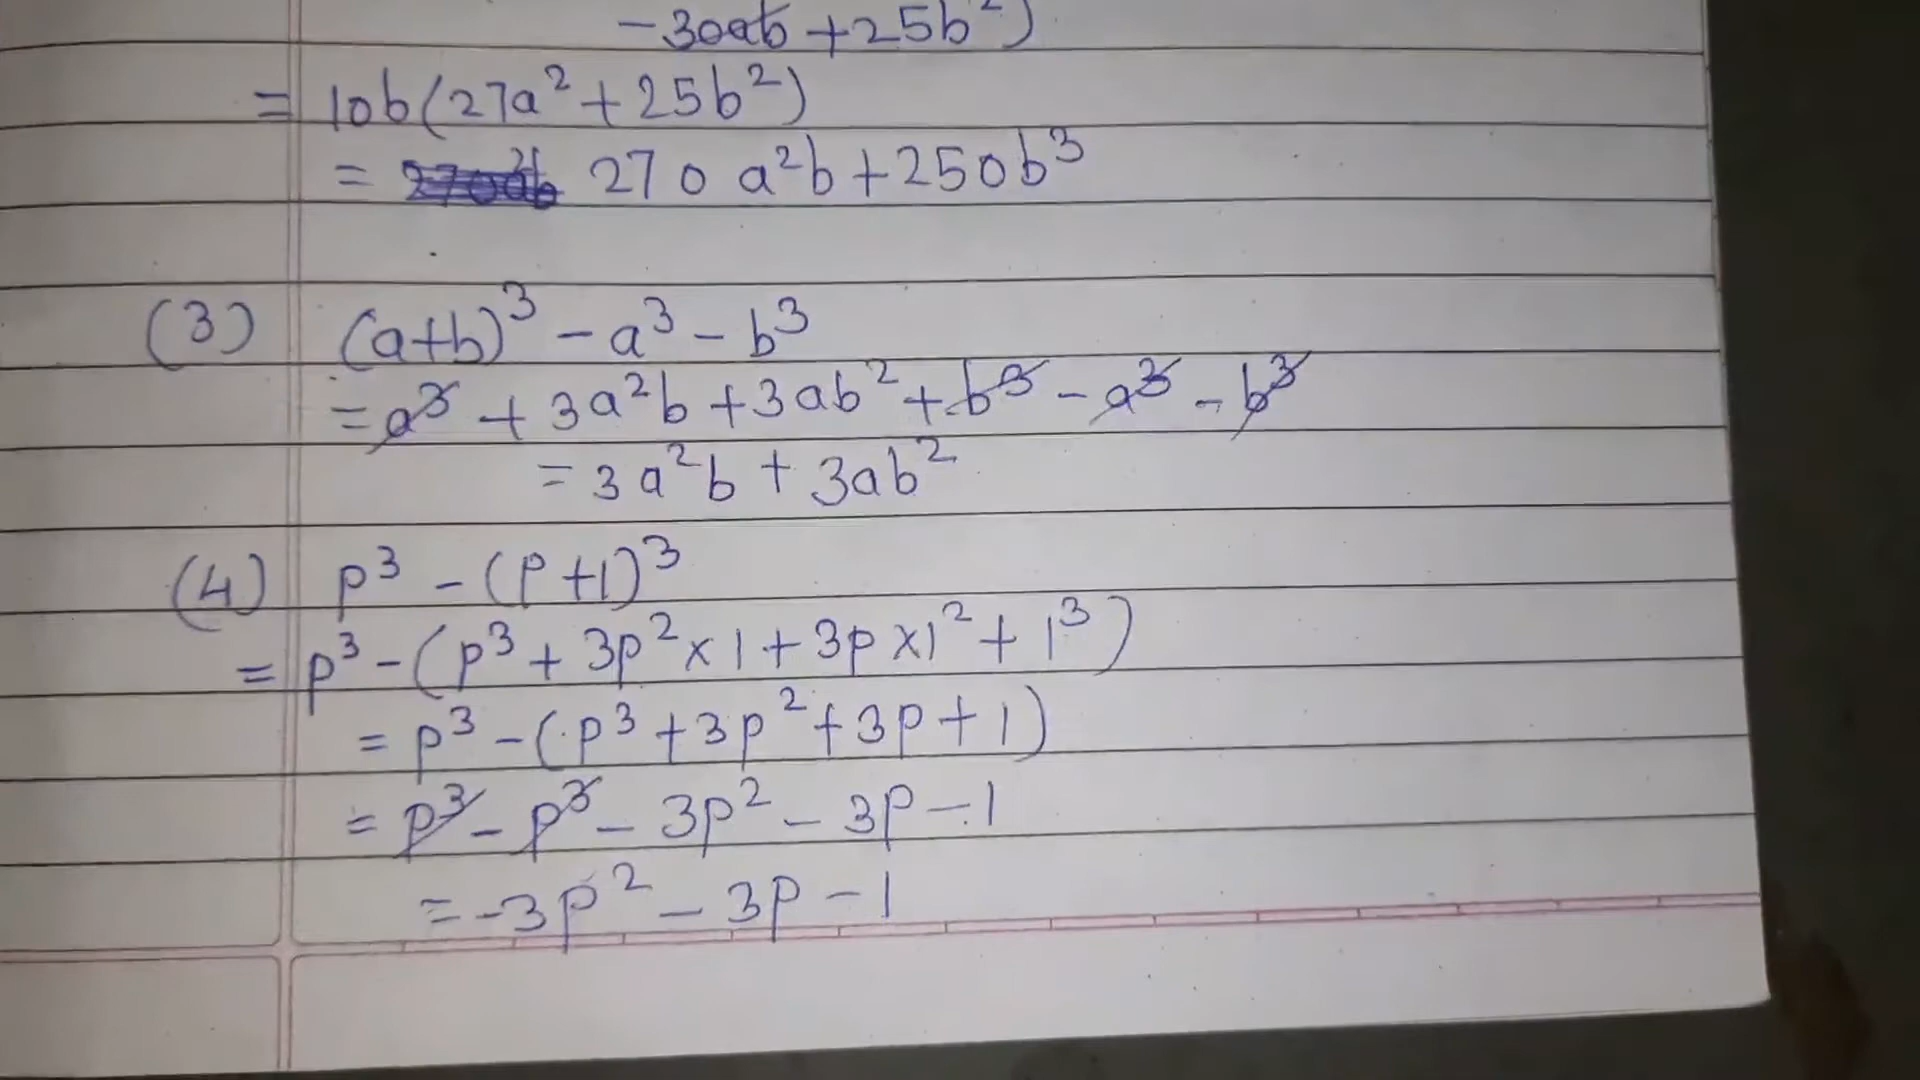 -30ab + 25b²)
= 10b(27a² + 25b²)
= 270 a²b + 250b³
(3) (a+b)³ - a³ - b³
= a³ + 3a²b + 3ab² + b³ - a³ - b³
= 3a²b + 3ab²
(4) p³ - (p+1)³
= p³ - (p³ + 3p² x 1 + 3p x 1² + 1³)
= p³ - (p³ + 3p² + 3p + 1)
= p³ - p³ - 3p² - 3p - 1
= -3p² - 3p - 1